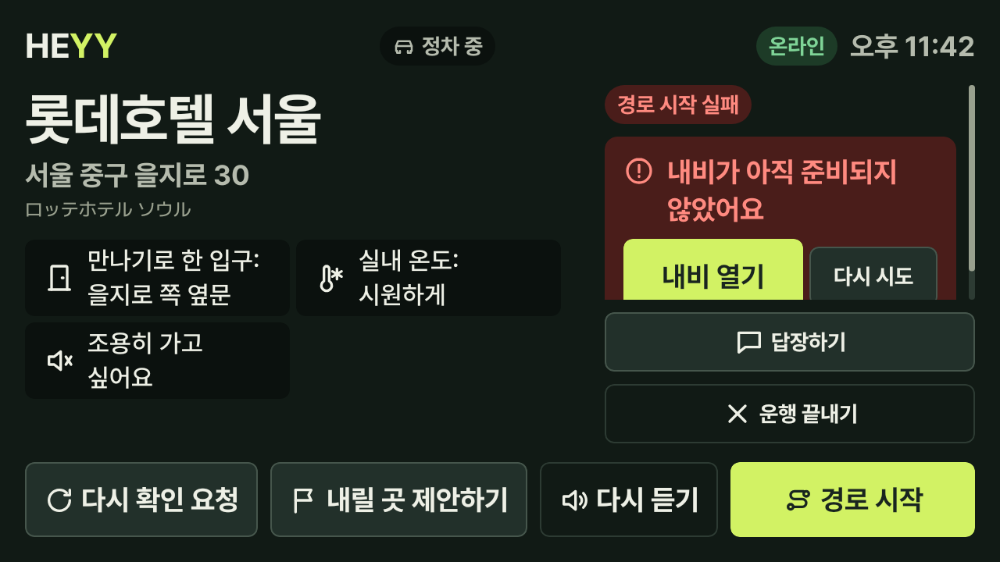 HEYY
정차 중
온라인
오후 11:42
롯데호텔 서울
서울 중구 을지로 30
ロッテホテル ソウル
만나기로 한 입구:
을지로 쪽 옆문
실내 온도:
시원하게
조용히 가고
싶어요
경로 시작 실패
내비가 아직 준비되지
않았어요
내비 열기
다시 시도
답장하기
운행 끝내기
다시 확인 요청
내릴 곳 제안하기
다시 듣기
경로 시작